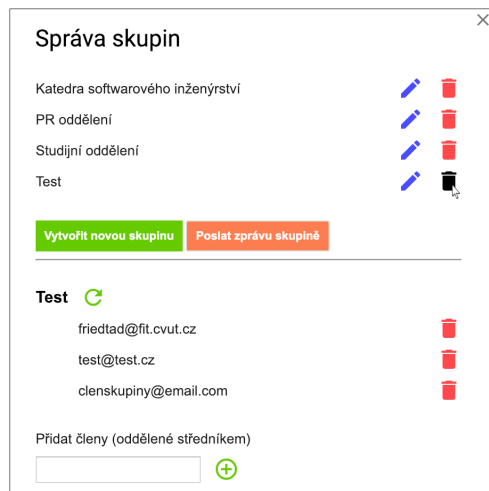 Správa skupin
Katedra softwarového inženýrství
PR oddělení
Studijní oddělení
Test
Vytvořit novou skupinu Poslat zprávu skupině
Test
friedtad@fit.cvut.cz
test@test.cz
clenskupiny@email.com
Přidat členy (oddělené středníkem)